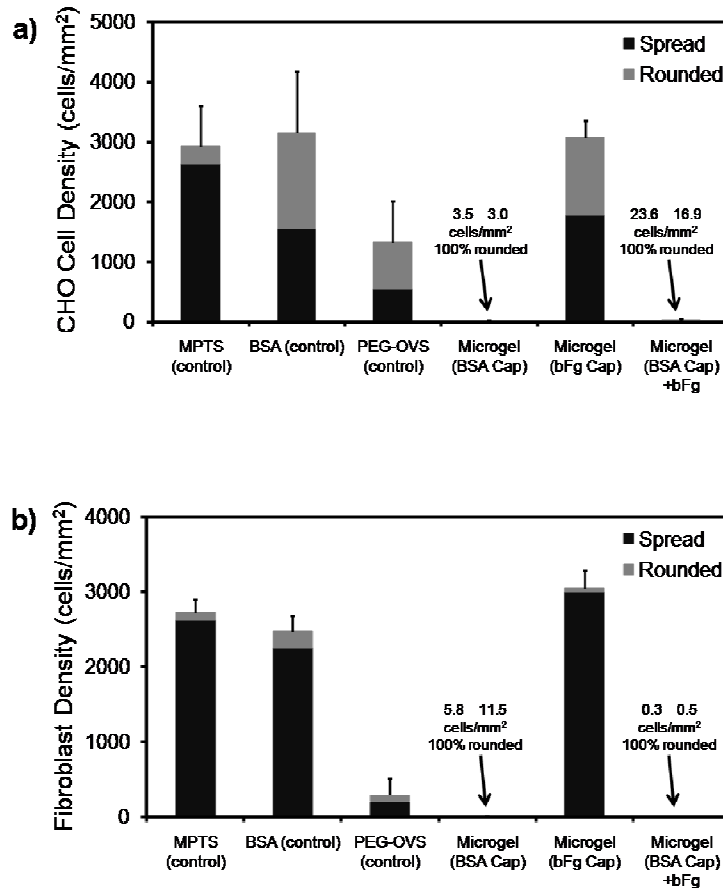 a)
CHO Cell Density (cells/mm²)
5000
4000
3000
2000
1000
0
Spread
Rounded
3.5 3.0
cells/mm²
100% rounded
23.6 16.9
cells/mm²
100% rounded
MPTS
(control)
BSA (control)
PEG-OVS
(control)
Microgel
(BSA Cap)
Microgel
(bFg Cap)
Microgel
(BSA Cap)
+bFg
b)
Fibroblast Density (cells/mm²)
4000
3000
2000
1000
0
Spread
Rounded
5.8 11.5
cells/mm²
100% rounded
0.3 0.5
cells/mm²
100% rounded
MPTS
(control)
BSA (control)
PEG-OVS
(control)
Microgel
(BSA Cap)
Microgel
(bFg Cap)
Microgel
(BSA Cap)
+bFg